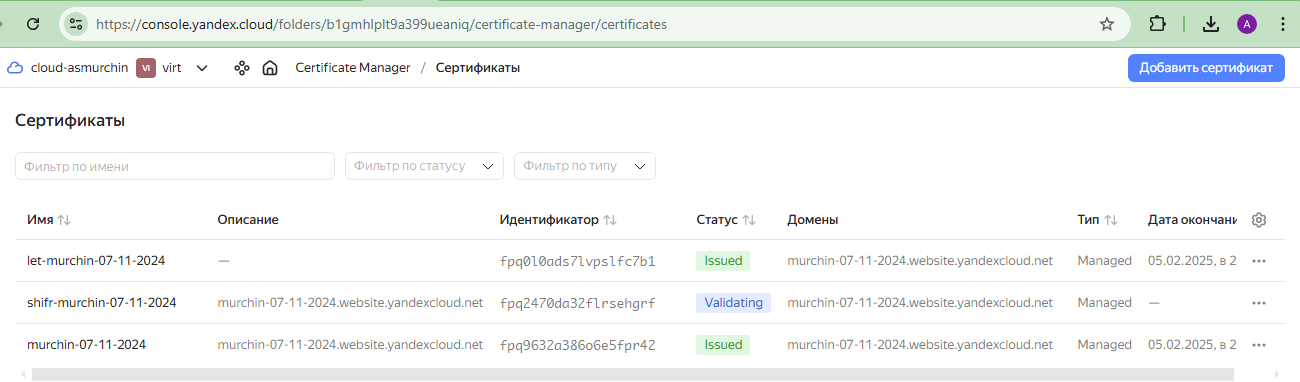 https://console.yandex.cloud/folders/b1gmhlplt9a399ueaniq/certificate-manager/certificates
A
cloud-asmurchin VI virt Certificate Manager / Сертификаты Добавить сертификат
Сертификаты
Фильтр по имени Фильтр по статусу Фильтр по типу
Имя Описание Идентификатор Статус Домены Тип Дата окончани
let-murchin-07-11-2024 — fpq0l0ads7lvpslfc7b1 Issued murchin-07-11-2024.website.yandexcloud.net Managed 05.02.2025, в 2
shifr-murchin-07-11-2024 murchin-07-11-2024.website.yandexcloud.net fpq2470da32flrsehgrf Validating murchin-07-11-2024.website.yandexcloud.net Managed —
murchin-07-11-2024 murchin-07-11-2024.website.yandexcloud.net fpq9632a386o6e5fpr42 Issued murchin-07-11-2024.website.yandexcloud.net Managed 05.02.2025, в 2